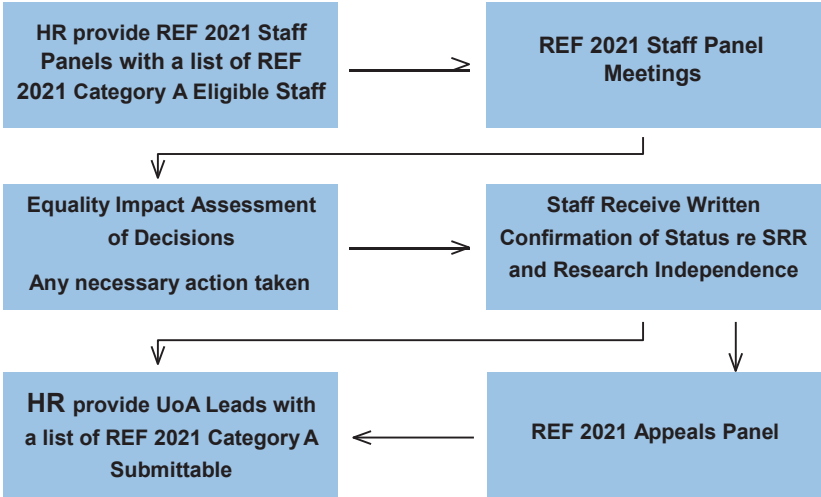 HR provide REF 2021 Staff
Panels with a list of REF
2021 Category A Eligible Staff
REF 2021 Staff Panel
Meetings
Equality Impact Assessment
of Decisions
Any necessary action taken
Staff Receive Written
Confirmation of Status re SRR
and Research Independence
HR provide UoA Leads with
a list of REF 2021 Category A
Submittable
REF 2021 Appeals Panel